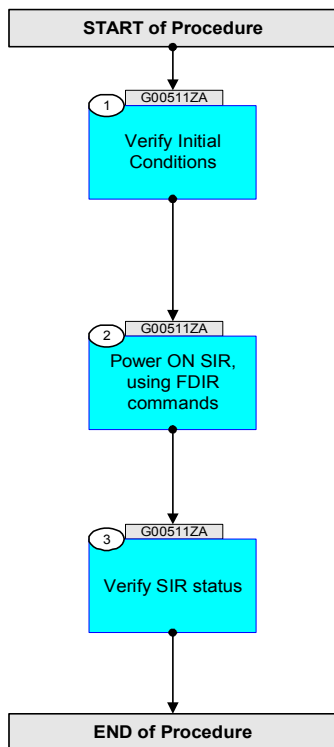 START of Procedure
G00511ZA
1
Verify Initial
Conditions
G00511ZA
2
Power ON SIR,
using FDIR
commands
G00511ZA
3
Verify SIR status
END of Procedure